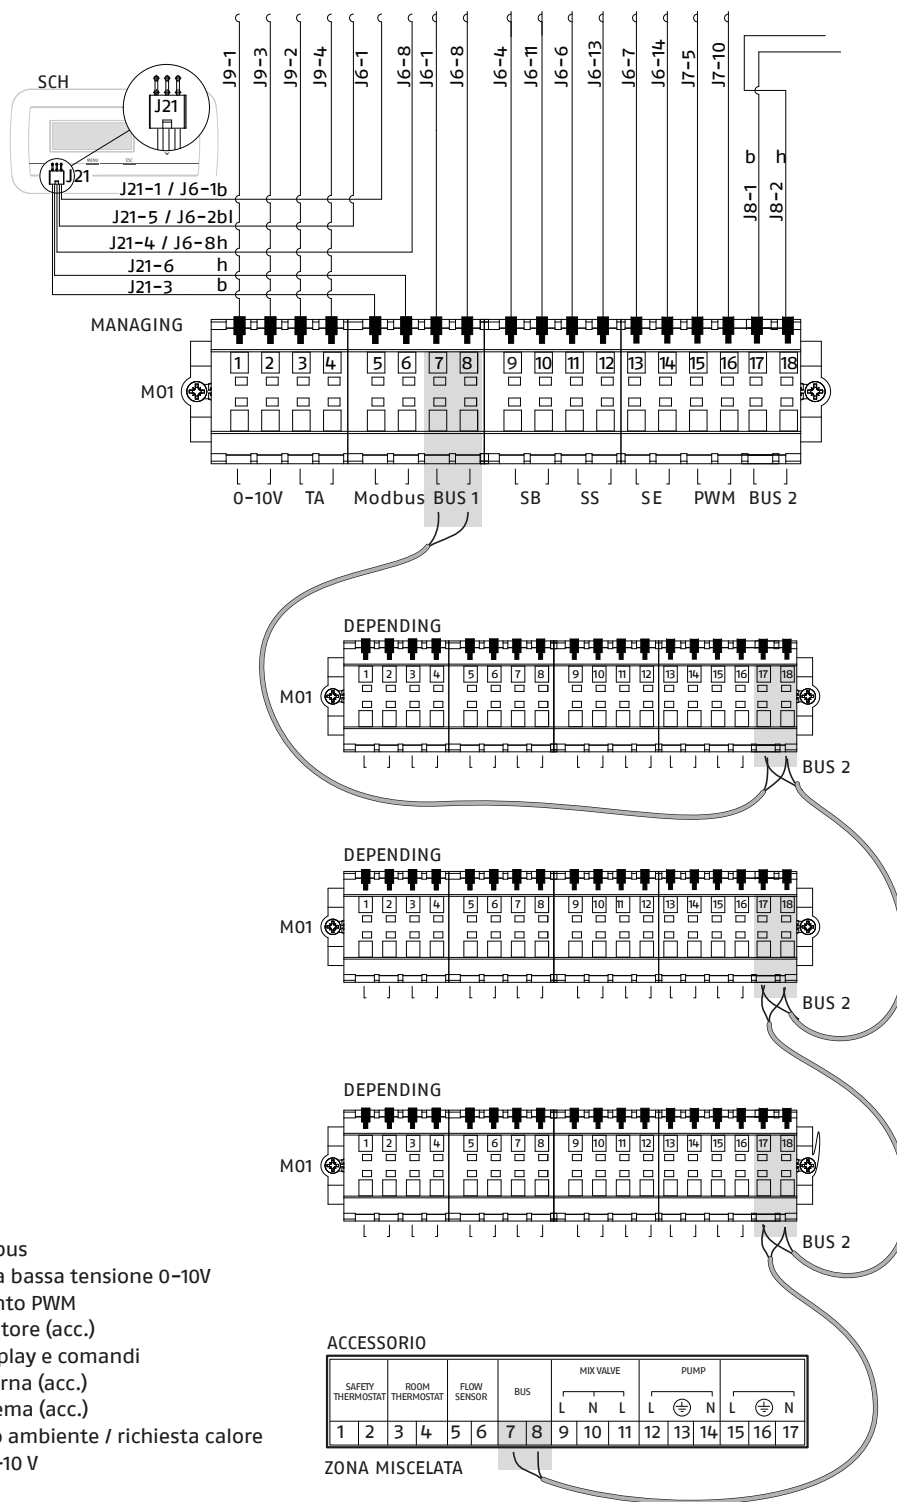 J9-1 J9-3 J9-2 J9-4 J6-1 J6-8 J6-1 J6-8 J6-4 J6-11 J6-6 J6-13 J6-7 J6-14 J7-5 J7-10
SCH
J21
MENU ESC
J21
b h
J8-1 J8-2
J21-1 / J6-1b
J21-5 / J6-2bl
J21-4 / J6-8h
J21-6 h
J21-3 b
MANAGING
1 2 3 4 5 6 7 8 9 10 11 12 13 14 15 16 17 18
M01
0-10V TA Modbus BUS 1 SB SS SE PWM BUS 2
DEPENDING
1 2 3 4 5 6 7 8 9 10 11 12 13 14 15 16 17 18
M01
BUS 2
DEPENDING
1 2 3 4 5 6 7 8 9 10 11 12 13 14 15 16 17 18
M01
BUS 2
DEPENDING
1 2 3 4 5 6 7 8 9 10 11 12 13 14 15 16 17 18
M01
BUS 2
bus
a bassa tensione 0-10V
nto PWM
tore (acc.)
play e comandi
rna (acc.)
ema (acc.)
o ambiente / richiesta calore
-10 V
ACCESSORIO
SAFETY THERMOSTAT ROOM THERMOSTAT FLOW SENSOR BUS MIX VALVE PUMP
L N L L N L N
1 2 3 4 5 6 7 8 9 10 11 12 13 14 15 16 17
ZONA MISCELATA